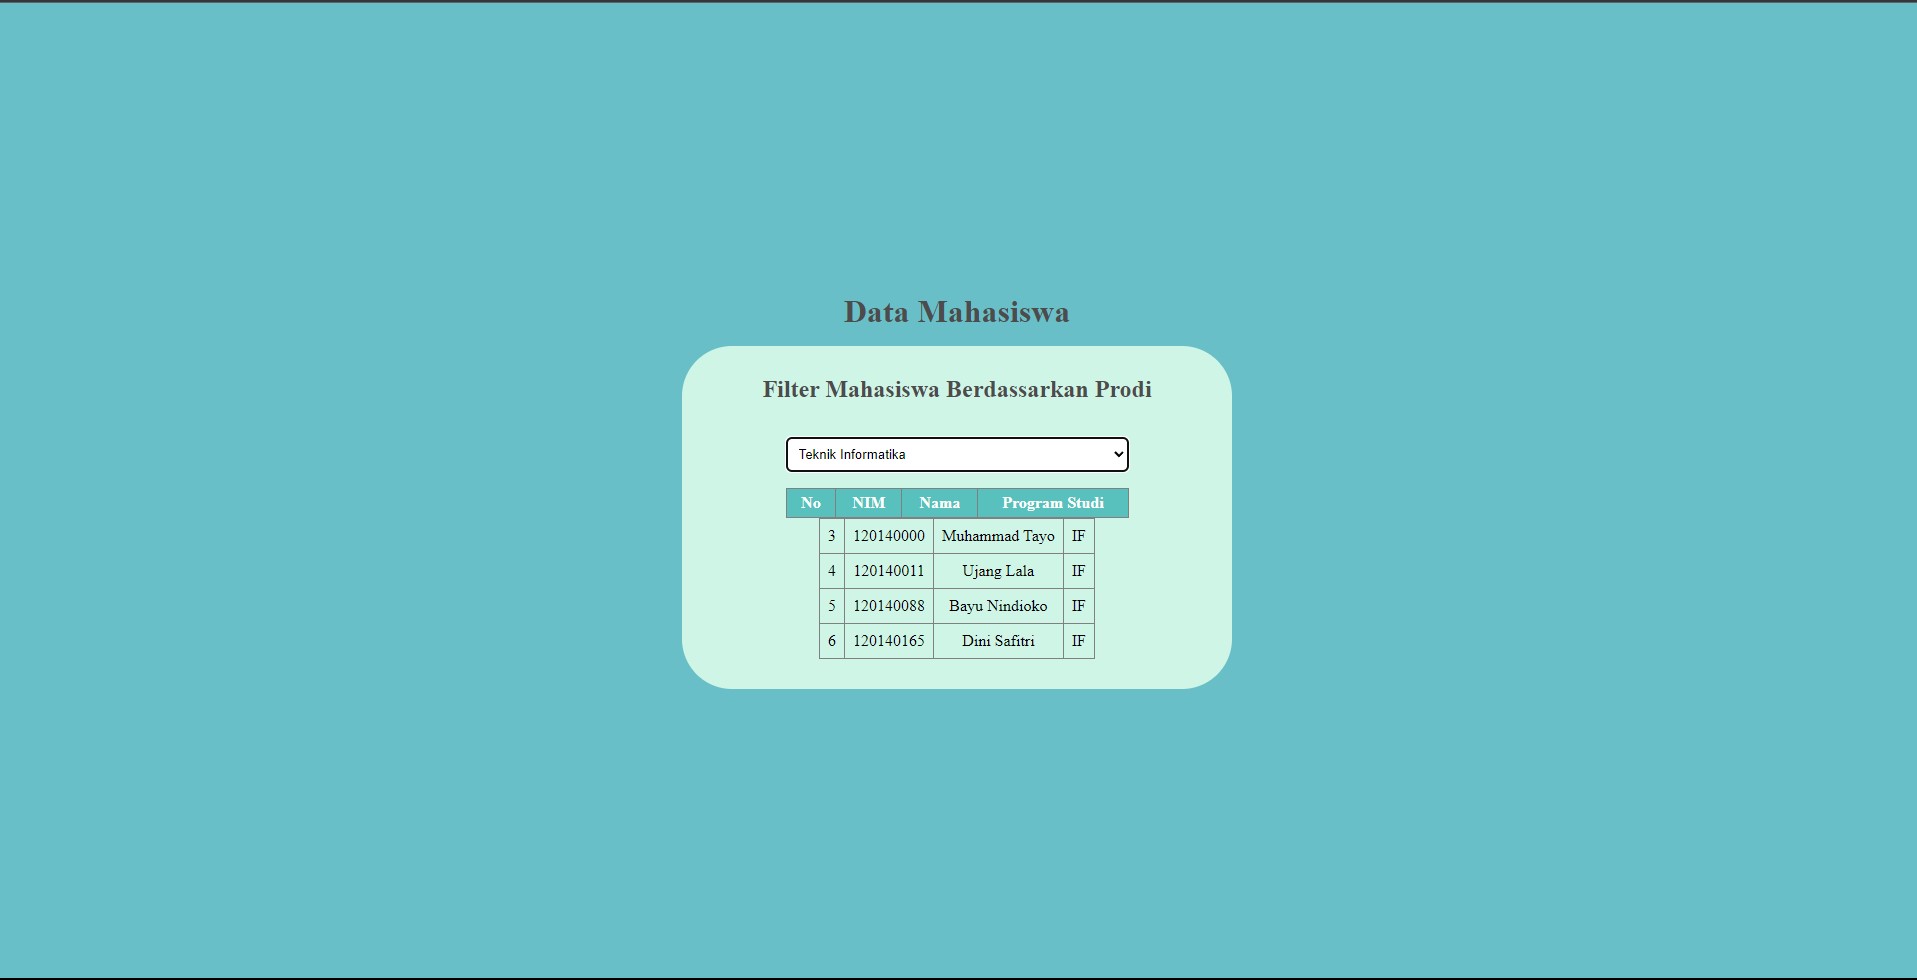 Data Mahasiswa
Filter Mahasiswa Berdassarkan Prodi
Teknik Informatika
No NIM Nama Program Studi
3 120140000 Muhammad Tayo IF
4 120140011 Ujang Lala IF
5 120140088 Bayu Nindioko IF
6 120140165 Dini Safitri IF